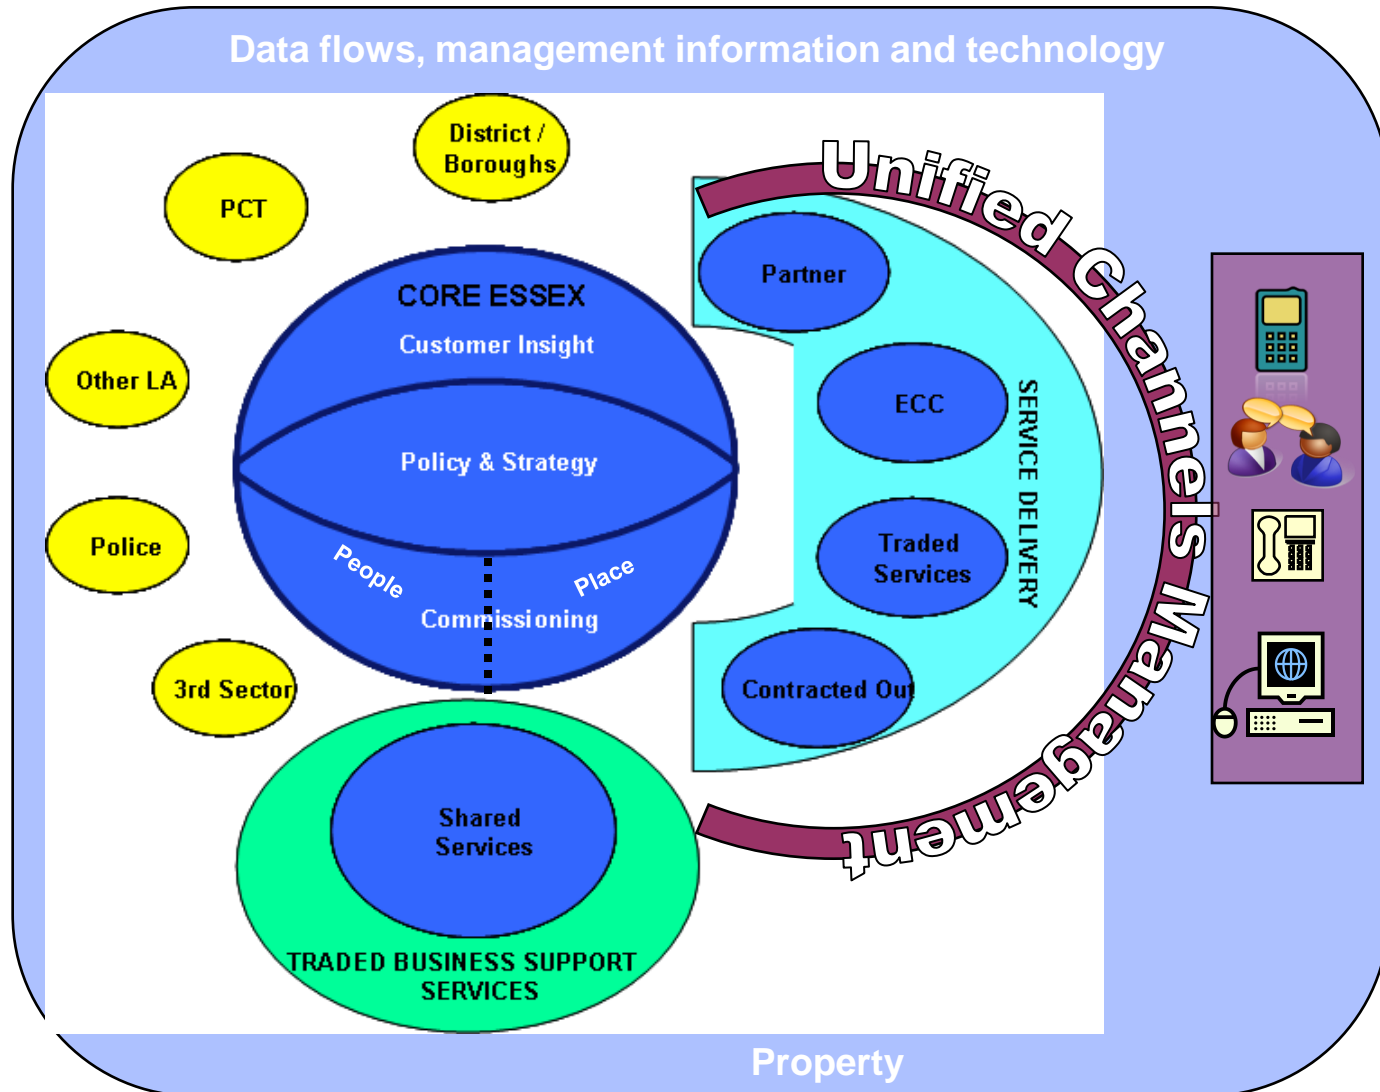 Data flows, management information and technology
District /
Boroughs
PCT
Other LA
Police
3rd Sector
CORE ESSEX
Customer Insight
Policy & Strategy
People
Place
Commissioning
Partner
ECC
Traded
Services
Contracted Out
SERVICE DELIVERY
Unified Channels Management
Shared
Services
TRADED BUSINESS SUPPORT
SERVICES
Property